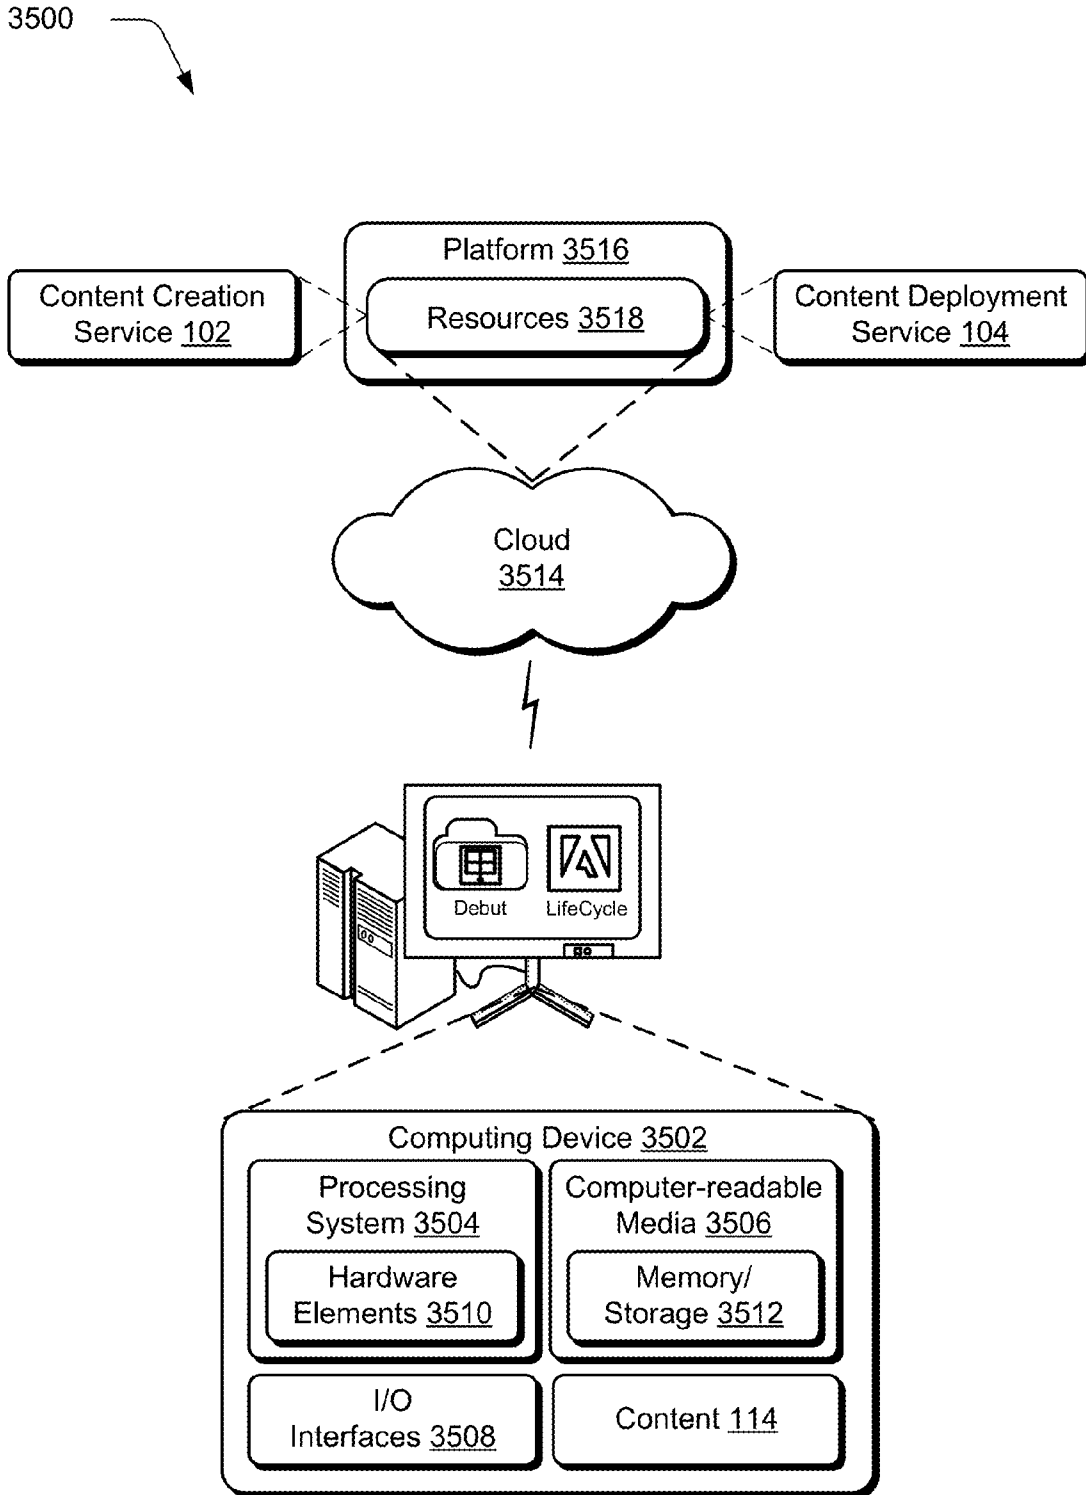 3500
Platform 3516
Content Creation
Service 102
Resources 3518
Content Deployment
Service 104
Cloud
3514
Debut
LifeCycle
Computing Device 3502
Processing
System 3504
Computer-readable
Media 3506
Hardware
Elements 3510
Memory/
Storage 3512
I/O
Interfaces 3508
Content 114